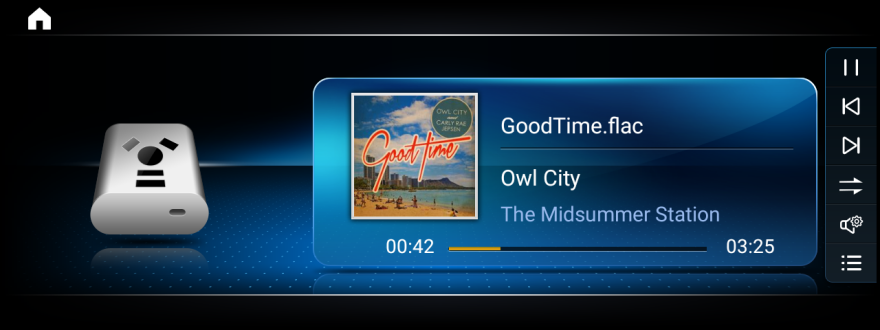 OWL CITY
CARLY RAE
JEPSEN
Good Time
GoodTime.flac
Owl City
The Midsummer Station
00:42
03:25